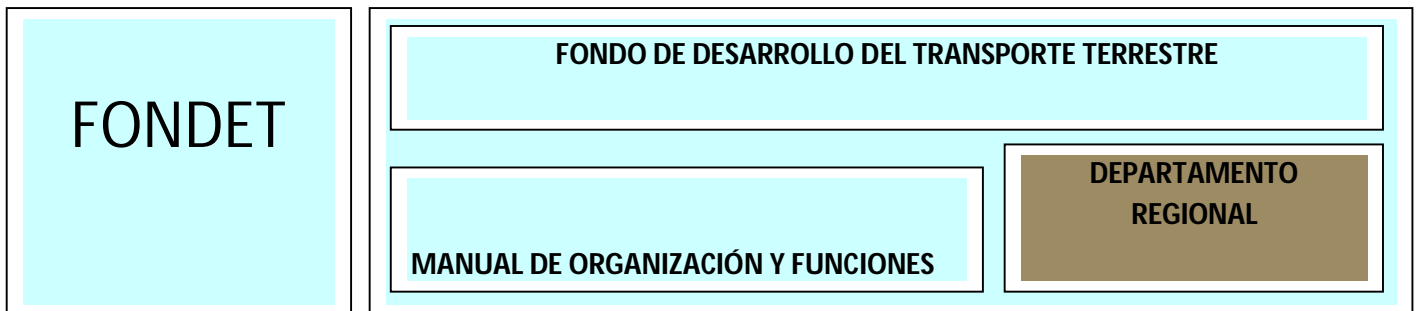 FONDET
FONDO DE DESARROLLO DEL TRANSPORTE TERRESTRE
MANUAL DE ORGANIZACIÓN Y FUNCIONES
DEPARTAMENTO
REGIONAL